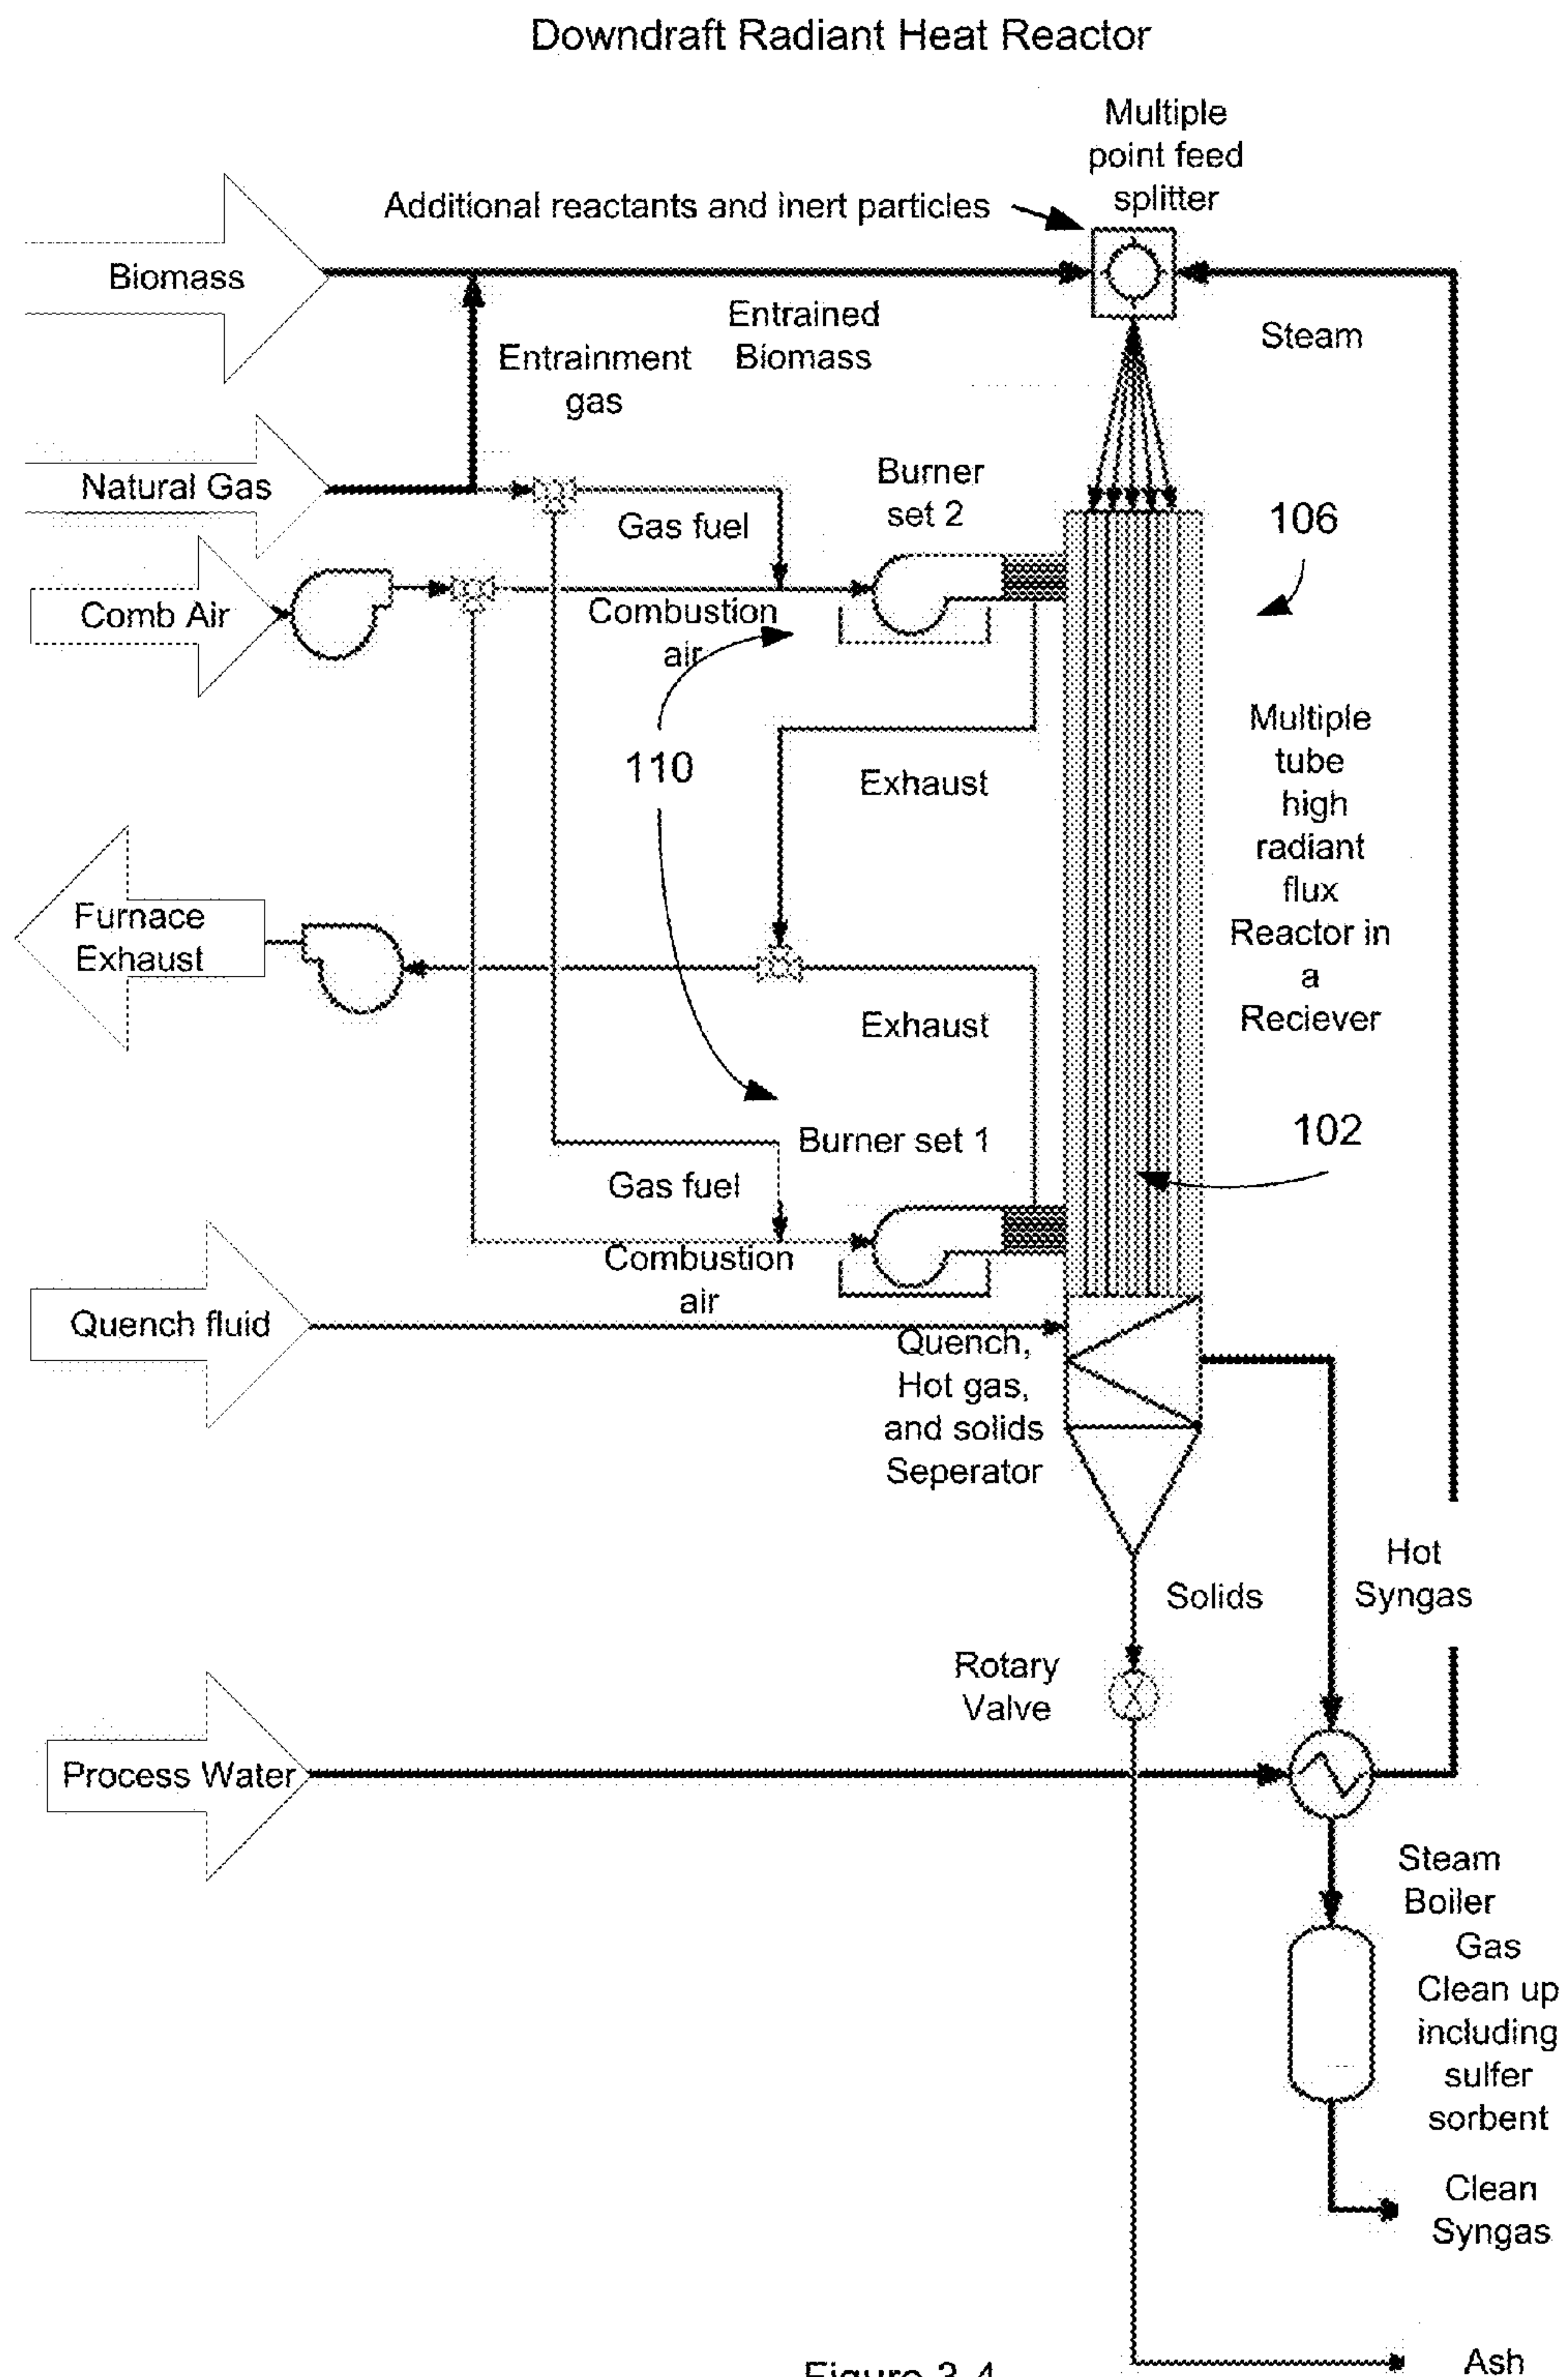 Downdraft Radiant Heat Reactor
Multiple
point feed
splitter
Additional reactants and inert particles
Biomass
Entrained
Biomass
Steam
Entrainment
gas
Natural Gas
Burner
set 2
Gas fuel
106
Comb Air
Combustion
air
Multiple
tube
high
radiant
flux
Reactor in
a
Reciever
110
Exhaust
Furnace
Exhaust
Exhaust
102
Burner set 1
Gas fuel
Combustion
air
Quench fluid
Quench,
Hot gas,
and solids
Seperator
Hot
Syngas
Solids
Rotary
Valve
Process Water
Steam
Boiler
Gas
Clean up
including
sulfer
sorbent
Clean
Syngas
Ash
Figure 3-4